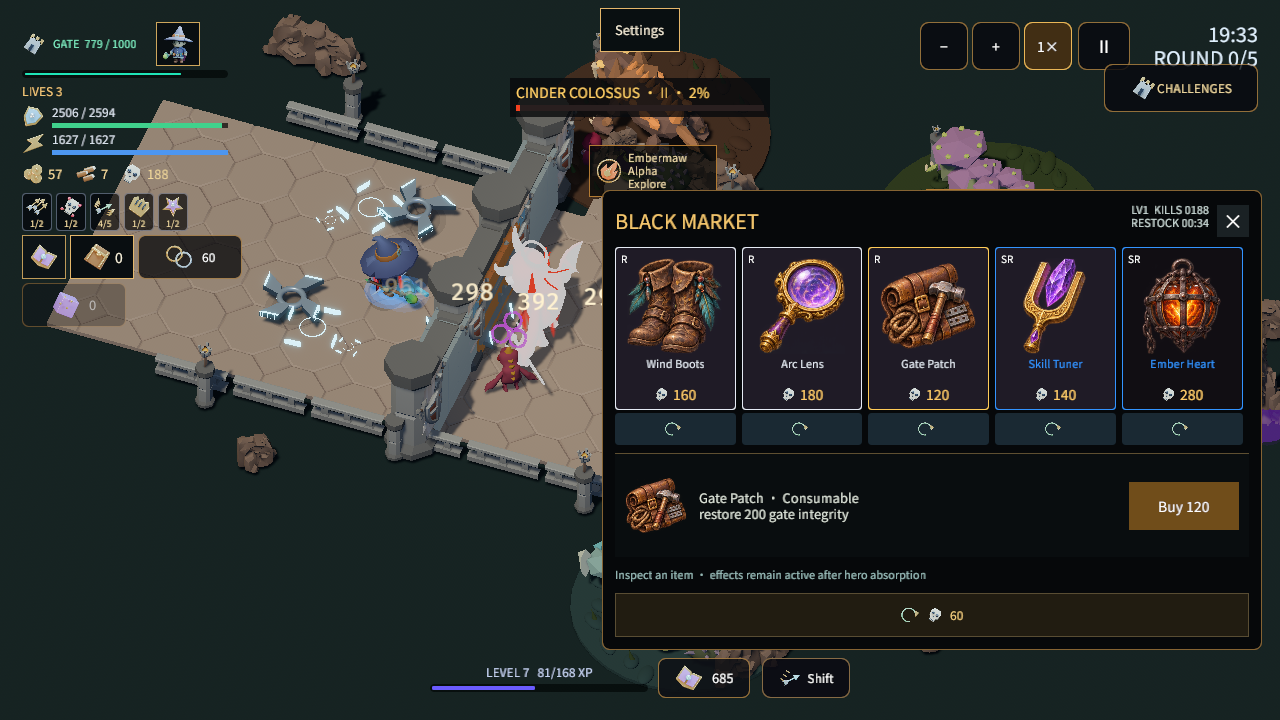 Settings
GATE 779 / 1000
19:33
ROUND 0/5
− + 1× II
CHALLENGES
LIVES 3
CINDER COLOSSUS • II • 2%
2506 / 2594
1627 / 1627
57 7 188
1/2 1/2 4/5 1/2 1/2
0 60
0
Embermaw
Alpha
Explore
951 298 392
BLACK MARKET
LV1 KILLS 0188
RESTOCK 00:34
R R R SR SR
Wind Boots Arc Lens Gate Patch Skill Tuner Ember Heart
160 180 120 140 280
Gate Patch • Consumable
restore 200 gate integrity
Buy 120
Inspect an item • effects remain active after hero absorption
60
LEVEL 7 81/168 XP
685
Shift